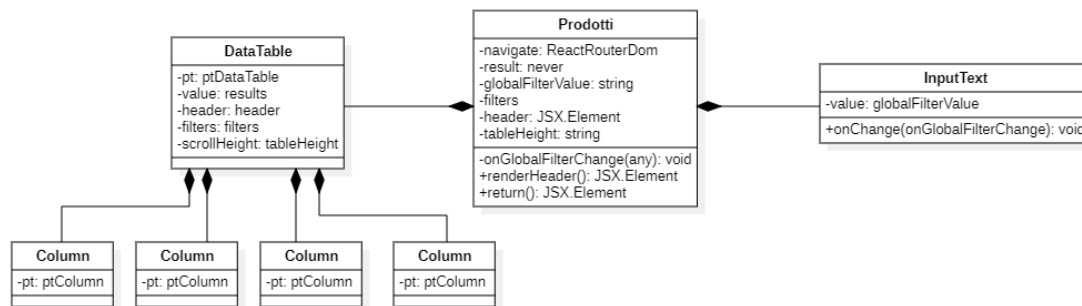 DataTable
-pt: ptDataTable
-value: results
-header: header
-filters: filters
-scrollHeight: tableHeight
Prodotti
-navigate: ReactRouterDom
-result: never
-globalFilterValue: string
-filters
-header: JSX.Element
-tableHeight: string
-onGlobalFilterChange(any): void
+renderHeader(): JSX.Element
+return(): JSX.Element
InputText
-value: globalFilterValue
+onChange(onGlobalFilterChange): void
Column
-pt: ptColumn
Column
-pt: ptColumn
Column
-pt: ptColumn
Column
-pt: ptColumn